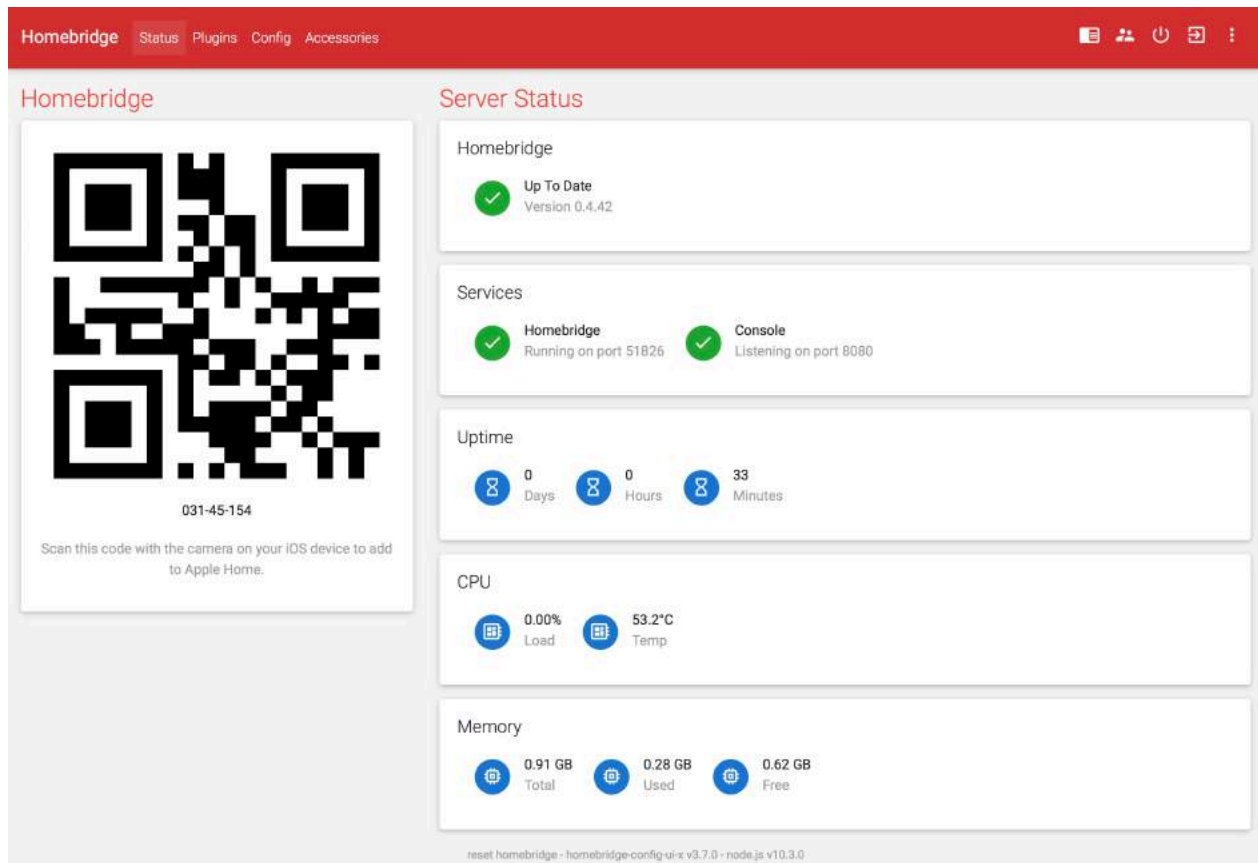 Homebridge Status Plugins Config Accessories
Homebridge
031-45-154
Scan this code with the camera on your iOS device to add
to Apple Home.
Server Status
Homebridge
Up To Date
Version 0.4.42
Services
Homebridge Console
Running on port 51826 Listening on port 8080
Uptime
0 0 33
Days Hours Minutes
CPU
0.00% 53.2°C
Load Temp
Memory
0.91 GB 0.28 GB 0.62 GB
Total Used Free
reset homebridge - homebridge-config-ui-x v3.7.0 - node.js v10.3.0